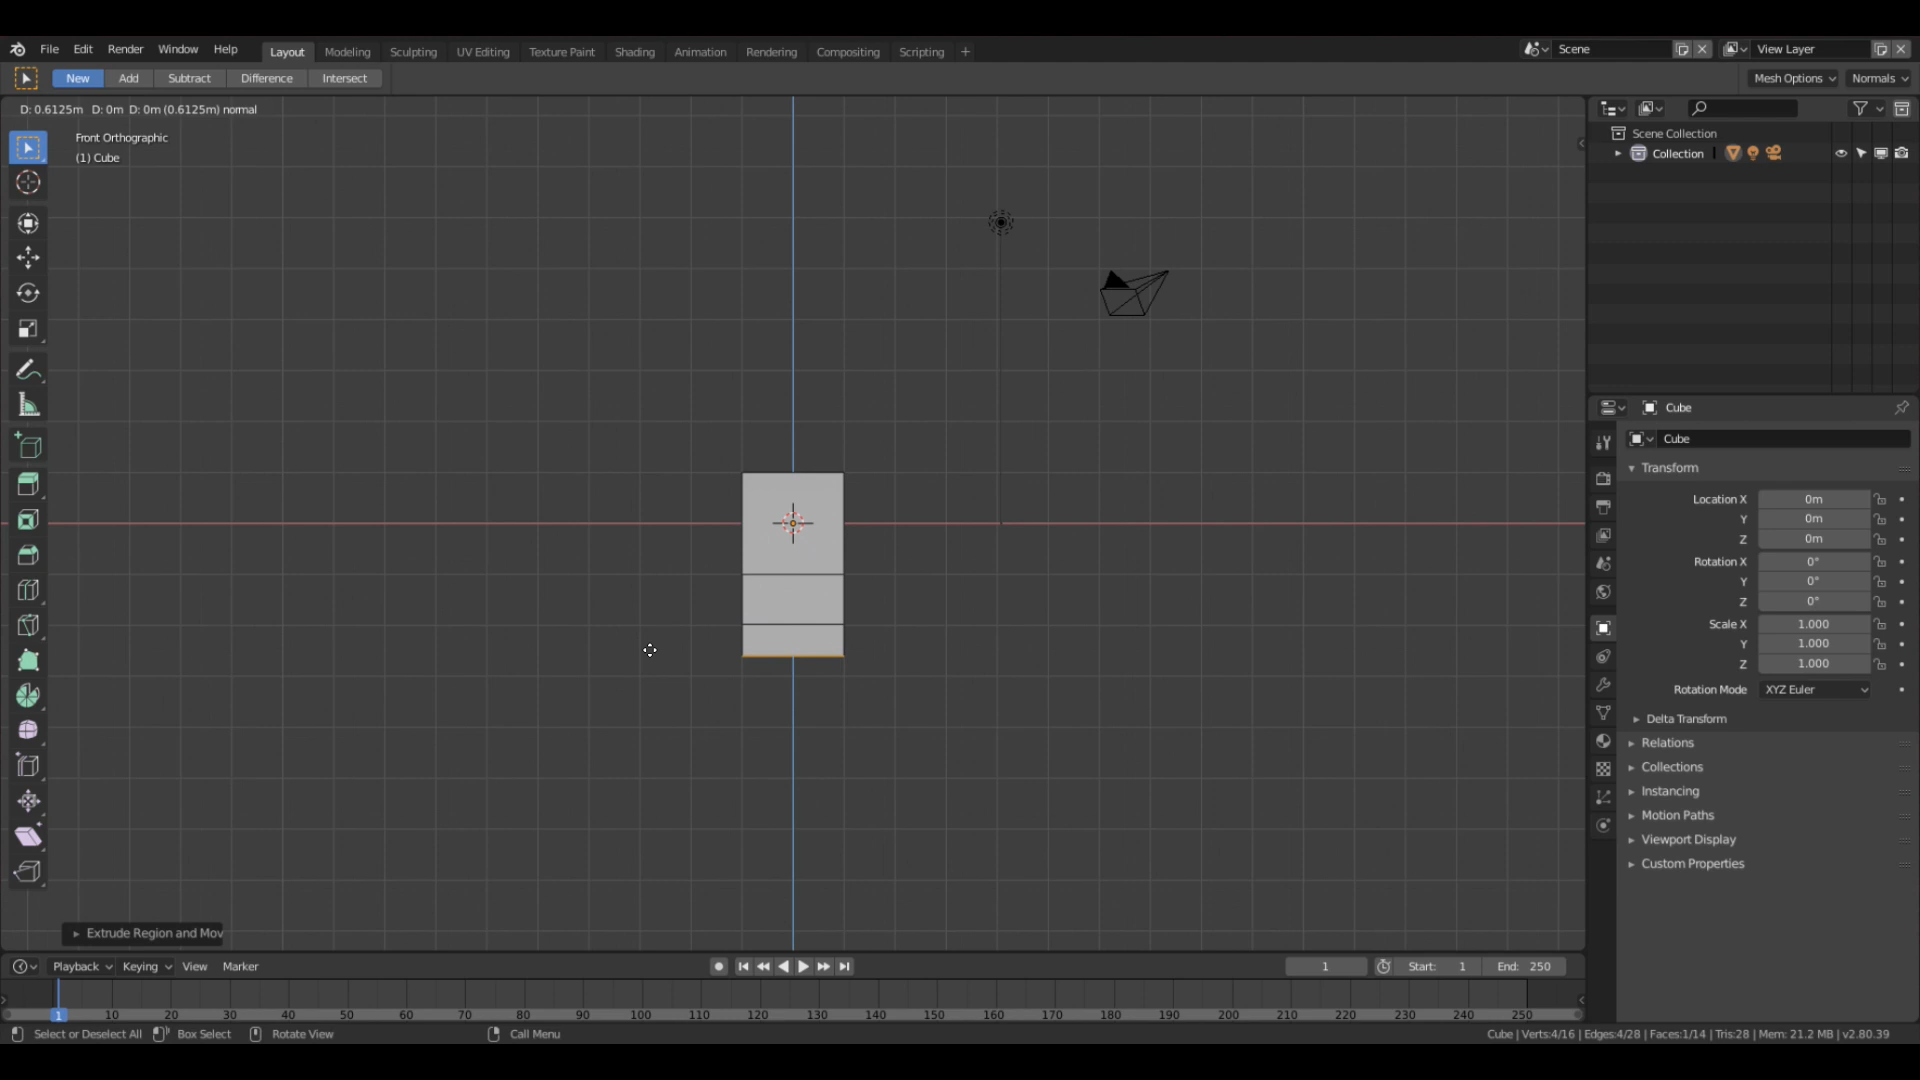 File Edit Render Window Help Layout Modeling Sculpting UV Editing Texture Paint Shading Animation Rendering Compositing Scripting + Scene View Layer
New Add Subtract Difference Intersect Mesh Options Normals
D: 0.6125m D: 0m D: 0m (0.6125m) normal
Front Orthographic
(1) Cube
Scene Collection
Collection
Cube
Cube
Transform
Location X 0m
Y 0m
Z 0m
Rotation X 0°
Y 0°
Z 0°
Scale X 1.000
Y 1.000
Z 1.000
Rotation Mode XYZ Euler
Delta Transform
Relations
Collections
Instancing
Motion Paths
Viewport Display
Custom Properties
Extrude Region and Mov
Playback Keying View Marker 1 Start: 1 End: 250
1 10 20 30 40 50 60 70 80 90 100 110 120 130 140 150 160 170 180 190 200 210 220 230 240 250
Select or Deselect All Box Select Rotate View Call Menu Cube | Verts:4/16 | Edges:4/28 | Faces:1/14 | Tris:28 | Mem: 21.2 MB | v2.80.39